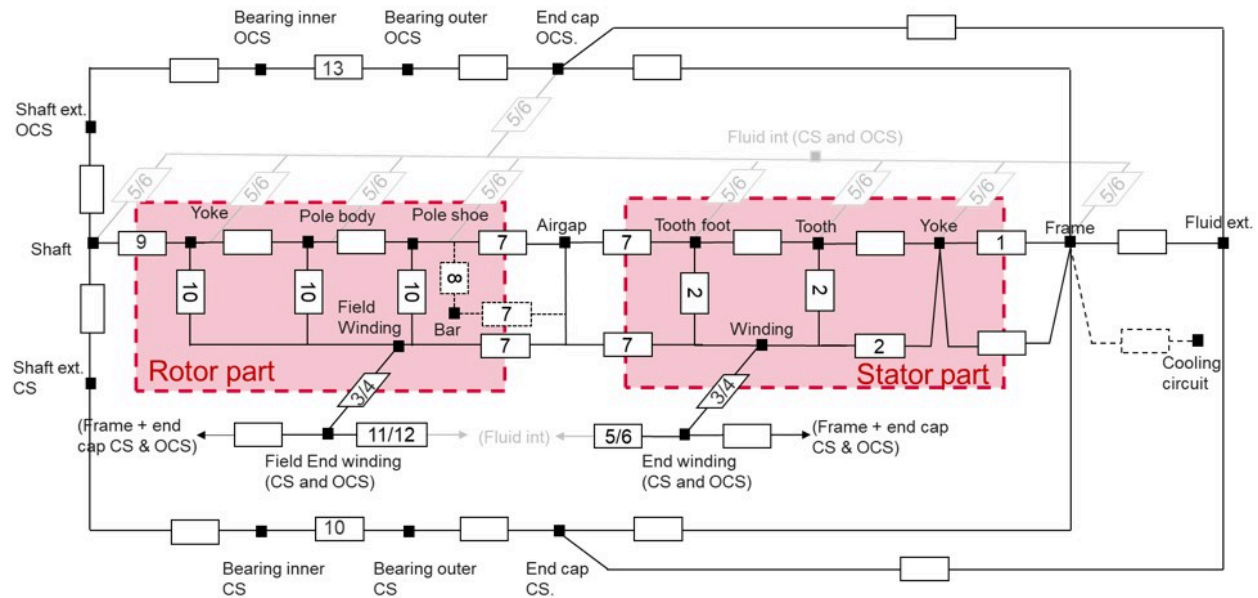 Bearing inner
OCS
Bearing outer
OCS
End cap
OCS.
13
Shaft ext.
OCS
5/6
Fluid int (CS and OCS)
5/6
5/6
5/6
5/6
5/6
5/6
5/6
5/6
Yoke
Pole body
Pole shoe
Airgap
Tooth foot
Tooth
Yoke
Frame
Fluid ext.
Shaft
9
7
7
1
10
10
10
8
2
2
Field
Winding
Bar
7
Winding
7
7
2
Rotor part
Stator part
Shaft ext.
CS
3/4
3/4
Cooling
circuit
(Frame + end
cap CS & OCS)
11/12
(Fluid int)
5/6
(Frame + end cap
CS & OCS)
Field End winding
(CS and OCS)
End winding
(CS and OCS)
10
Bearing inner
CS
Bearing outer
CS
End cap
CS.